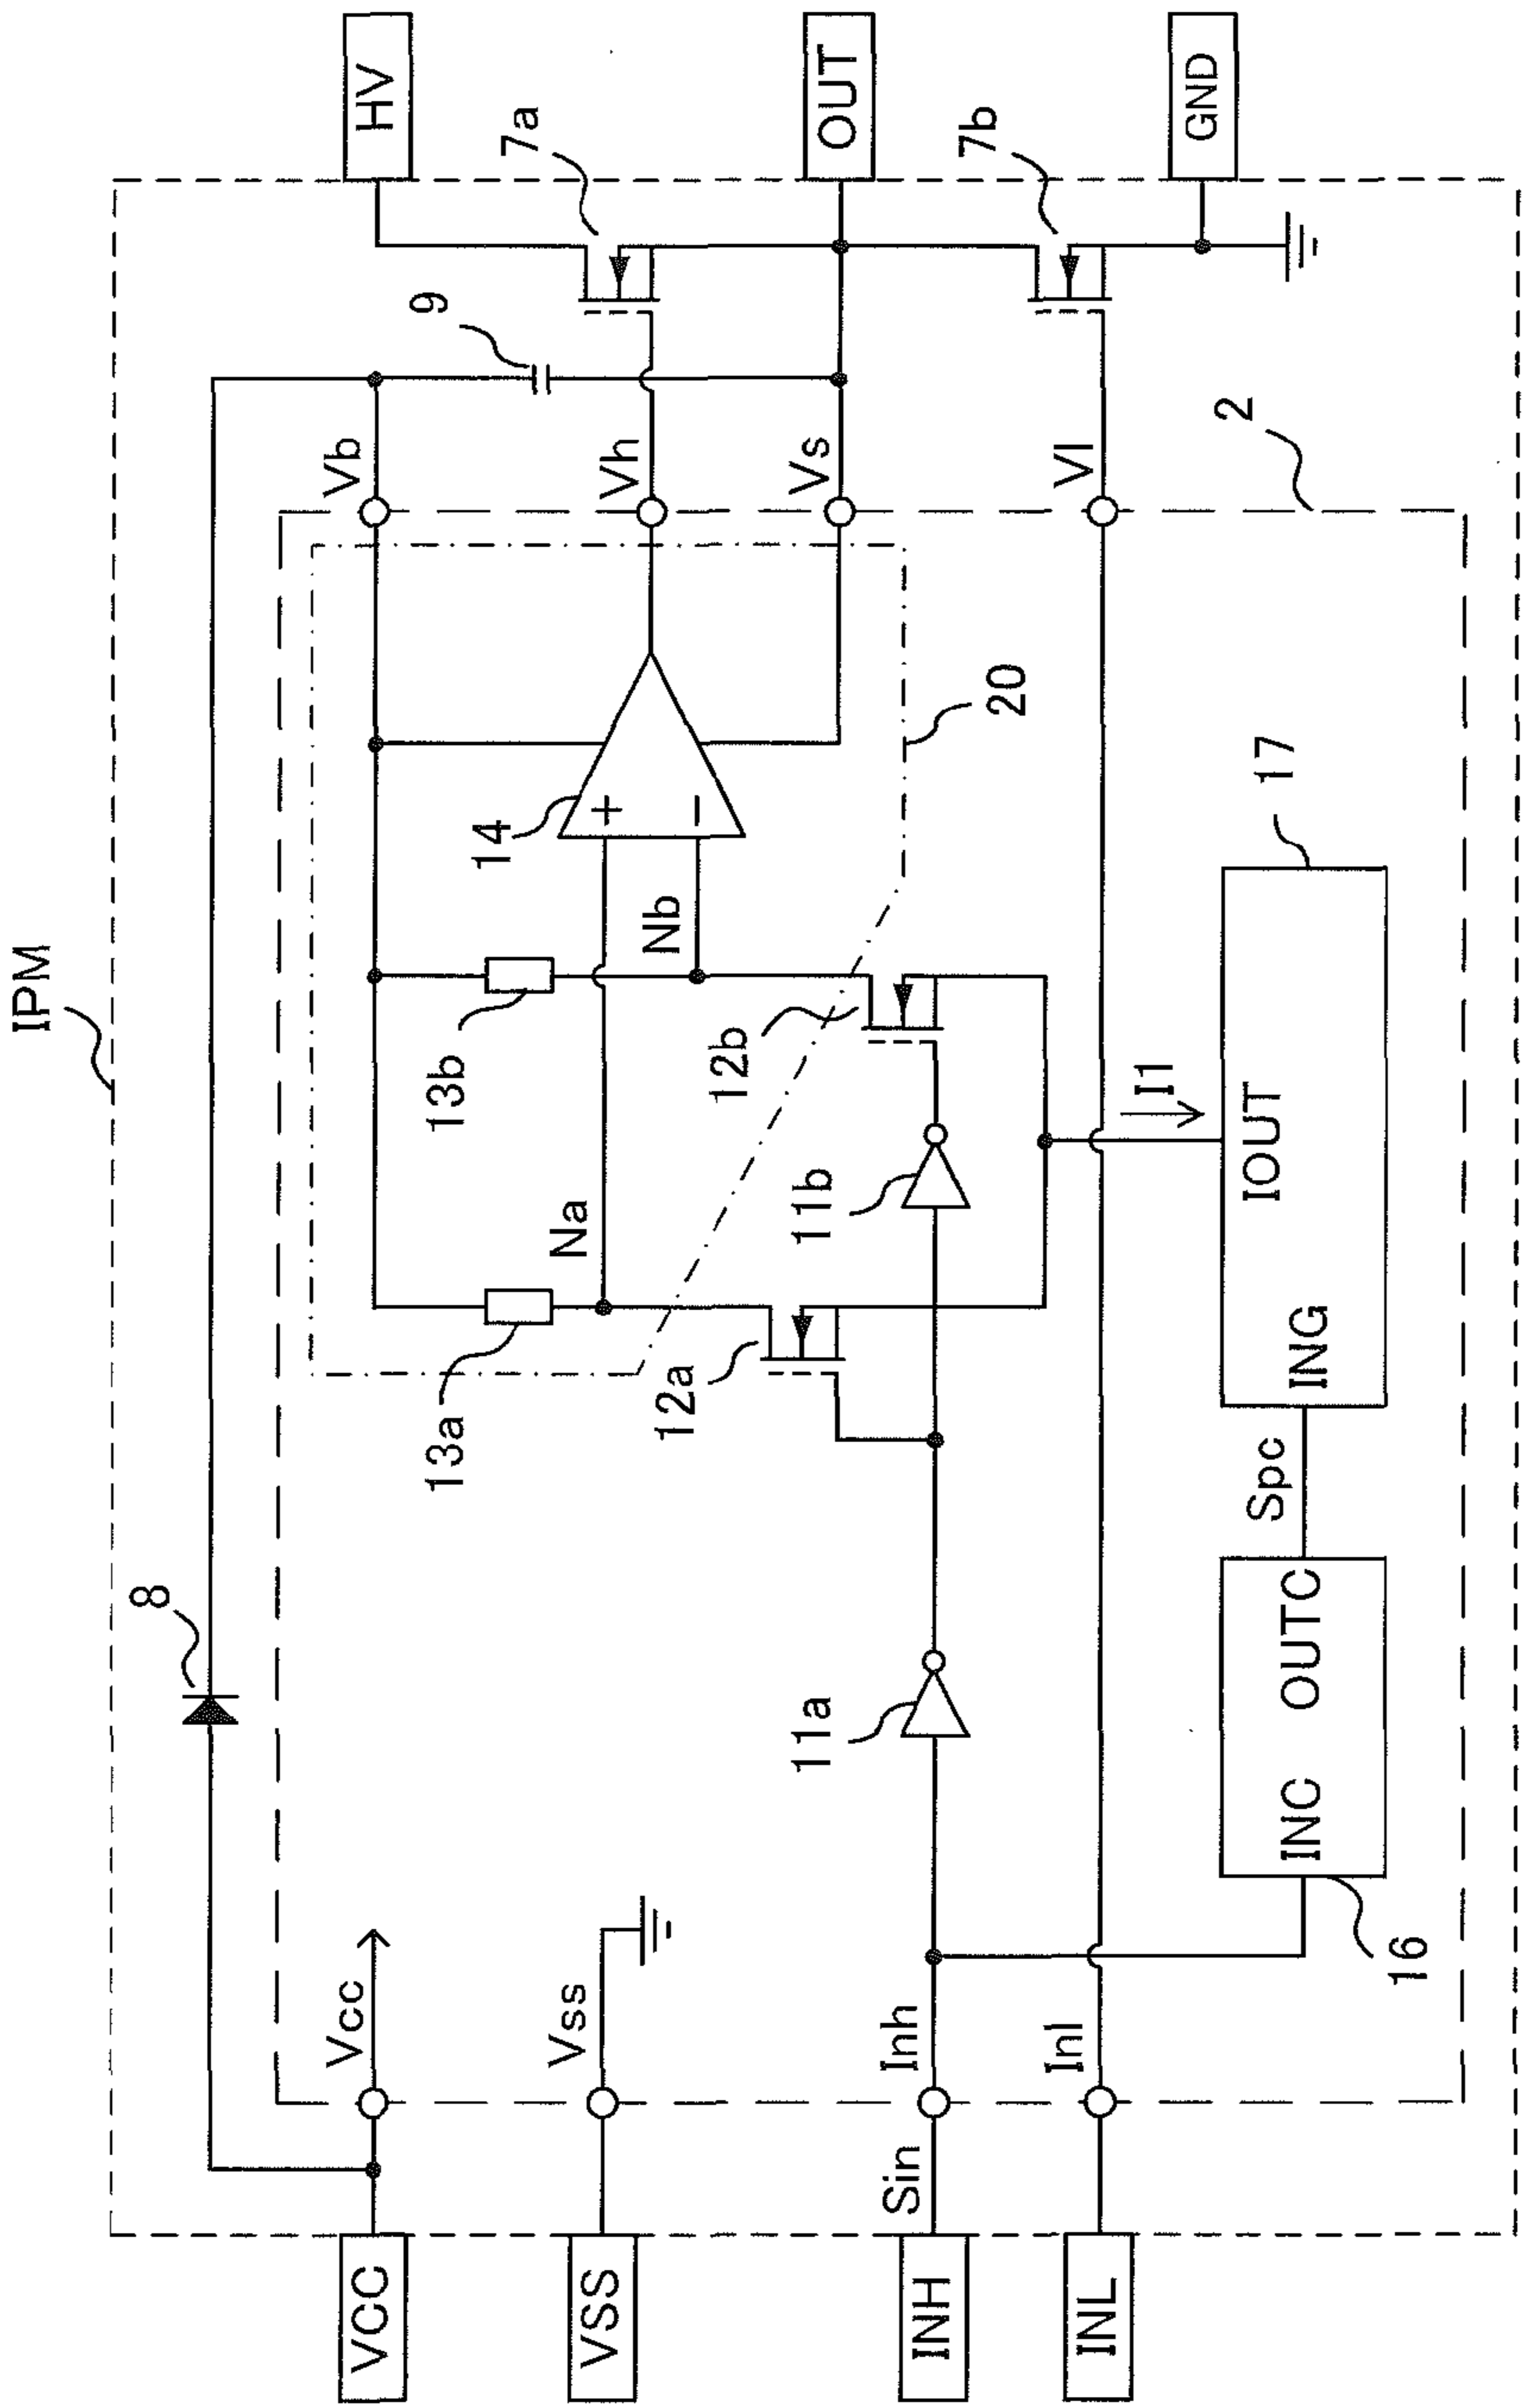 IPM
HV
7a
OUT
7b
GND
9
Vb
Vh
Vs
Vl
2
14
+
−
20
17
Nb
13b
12b
I1
IOUT
ING
Na
11b
13a
12a
Spc
8
11a
OUTC
INC
16
Vcc
Vss
Inh
Inl
Sin
VCC
VSS
INH
INL